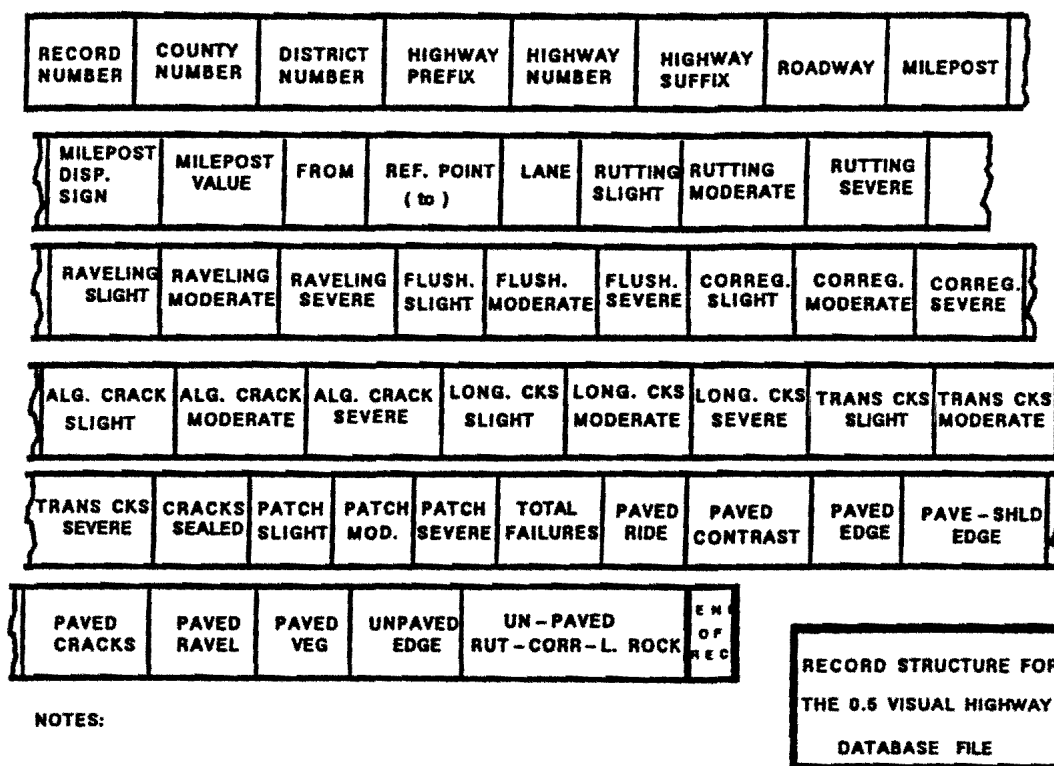 RECORD NUMBER
COUNTY NUMBER
DISTRICT NUMBER
HIGHWAY PREFIX
HIGHWAY NUMBER
HIGHWAY SUFFIX
ROADWAY
MILEPOST
MILEPOST DISP. SIGN
MILEPOST VALUE
FROM
REF. POINT ( to )
LANE
RUTTING SLIGHT
RUTTING MODERATE
RUTTING SEVERE
RAVELING SLIGHT
RAVELING MODERATE
RAVELING SEVERE
FLUSH. SLIGHT
FLUSH. MODERATE
FLUSH. SEVERE
CORREG. SLIGHT
CORREG. MODERATE
CORREG. SEVERE
ALG. CRACK SLIGHT
ALG. CRACK MODERATE
ALG. CRACK SEVERE
LONG. CKS SLIGHT
LONG. CKS MODERATE
LONG. CKS SEVERE
TRANS CKS SLIGHT
TRANS CKS MODERATE
TRANS CKS SEVERE
CRACKS SEALED
PATCH SLIGHT
PATCH MOD.
PATCH SEVERE
TOTAL FAILURES
PAVED RIDE
PAVED CONTRAST
PAVED EDGE
PAVE-SHLD EDGE
PAVED CRACKS
PAVED RAVEL
PAVED VEG
UNPAVED EDGE
UN-PAVED RUT-CORR-L. ROCK
END OF REC
RECORD STRUCTURE FOR
THE 0.5 VISUAL HIGHWAY
DATABASE FILE
NOTES: